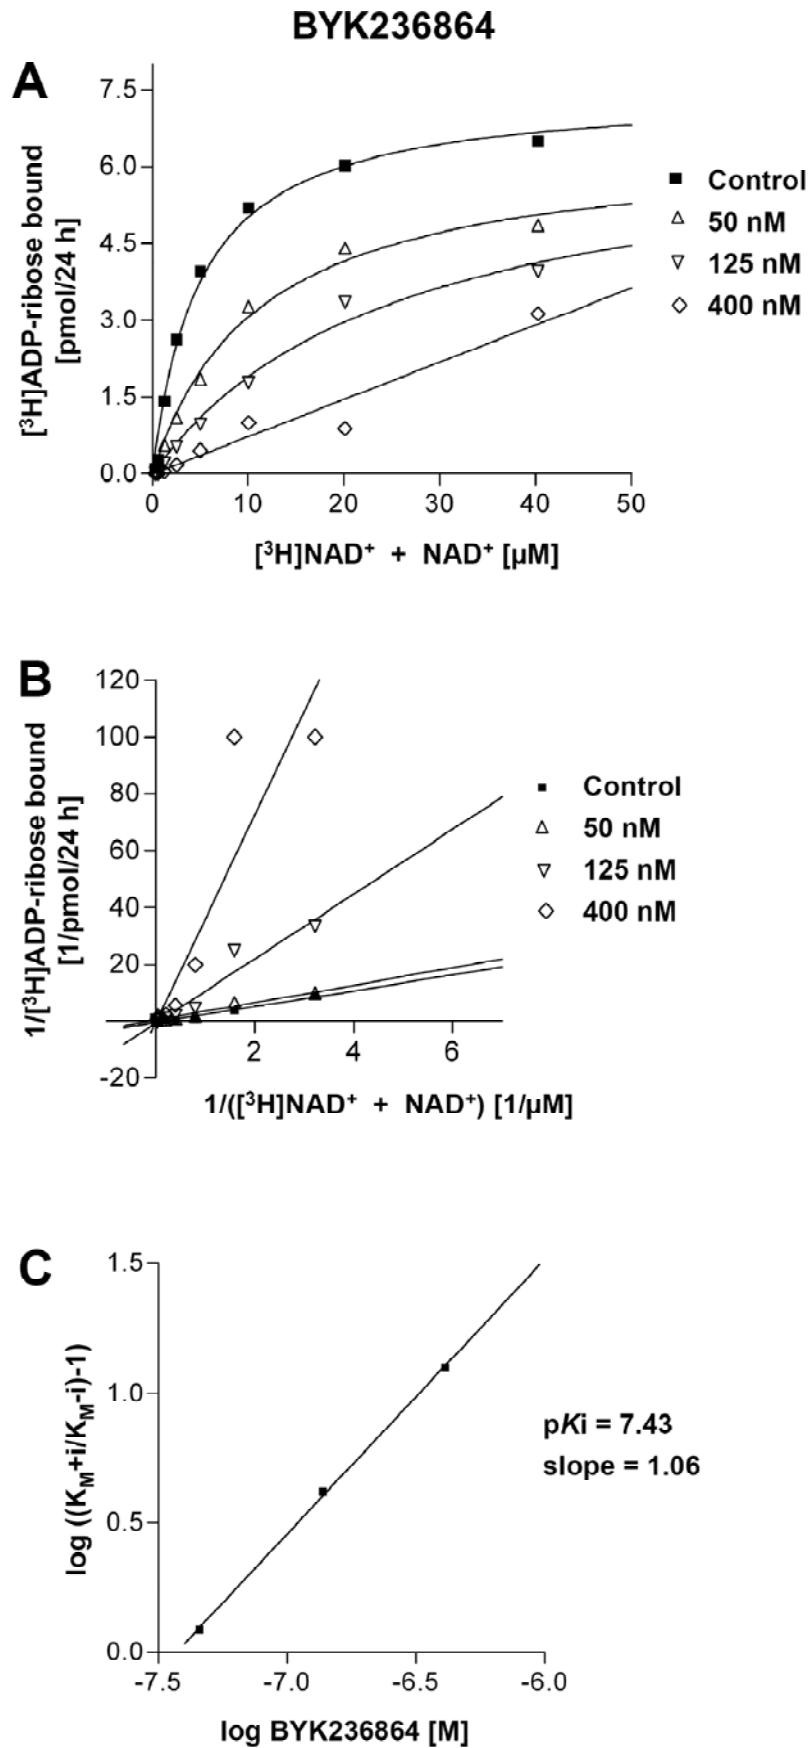 BYK236864
A
[³H]ADP-ribose bound
[pmol/24 h]
7.5
6.0
4.5
3.0
1.5
0.0
0 10 20 30 40 50
[³H]NAD⁺ + NAD⁺ [µM]
Control
50 nM
125 nM
400 nM
B
1/[³H]ADP-ribose bound
[1/pmol/24 h]
120
100
80
60
40
20
-20
2 4 6
1/([³H]NAD⁺ + NAD⁺) [1/µM]
Control
50 nM
125 nM
400 nM
C
log ((K_M+i/K_M-i)-1)
1.5
1.0
0.5
0.0
-7.5 -7.0 -6.5 -6.0
log BYK236864 [M]
pKi = 7.43
slope = 1.06